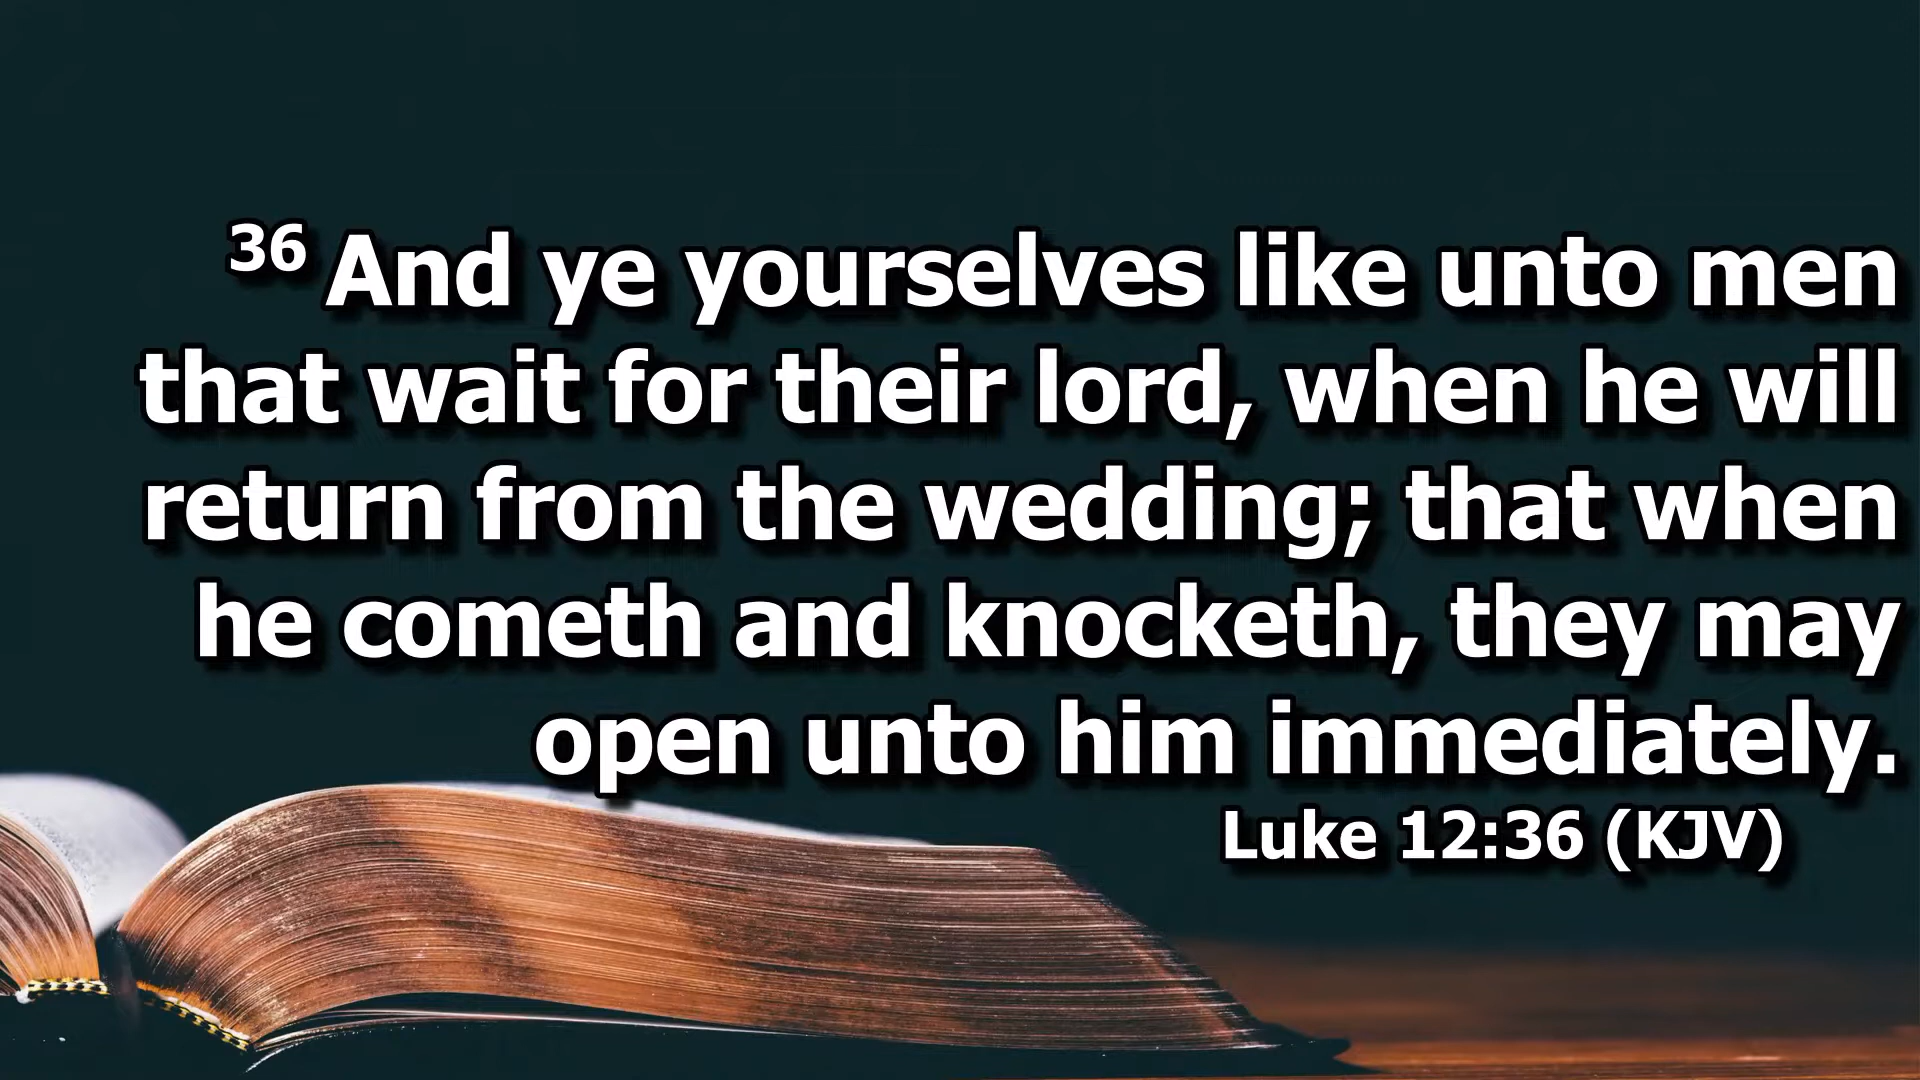 36 And ye yourselves like unto men
that wait for their lord, when he will
return from the wedding; that when
he cometh and knocketh, they may
open unto him immediately.
Luke 12:36 (KJV)